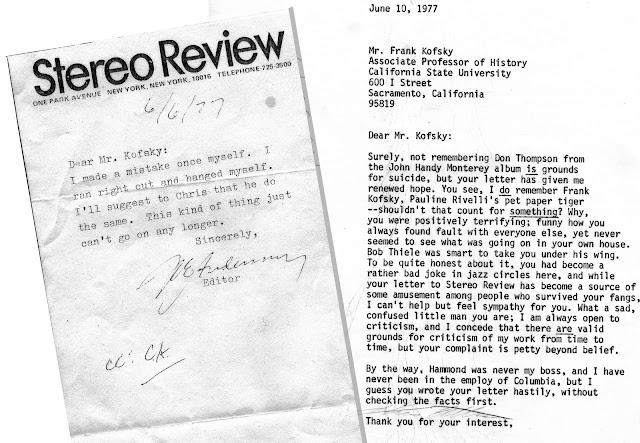 Stereo Review
ONE PARK AVENUE NEW YORK, NEW YORK, 10016 TELEPHONE 725-3500
6/6/77
Dear Mr. Kofsky:
I made a mistake once myself. I
ran right out and hanged myself.
I'll suggest to Chris that he do
the same. This kind of thing just
can't go on any longer.
Sincerely,
Editor
cc: CA
June 10, 1977
Mr. Frank Kofsky
Associate Professor of History
California State University
600 I Street
Sacramento, California
95819
Dear Mr. Kofsky:
Surely, not remembering Don Thompson from
the John Handy Monterey album is grounds
for suicide, but your letter has given me
renewed hope. You see, I do remember Frank
Kofsky, Pauline Rivelli's pet paper tiger
--shouldn't that count for something? Why,
you were positively terrifying; funny how you
always found fault with everyone else, yet never
seemed to see what was going on in your own house.
Bob Thiele was smart to take you under his wing.
To be quite honest about it, you had become a
rather bad joke in jazz circles here, and while
your letter to Stereo Review has become a source of
some amusement among people who survived your fangs,
I can't help but feel sympathy for you. What a sad,
confused little man you are; I am always open to
criticism, and I concede that there are valid
grounds for criticism of my work from time to
time, but your complaint is petty beyond belief.
By the way, Hammond was never my boss, and I have
never been in the employ of Columbia, but I
guess you wrote your letter hastily, without
checking the facts first.
Thank you for your interest,